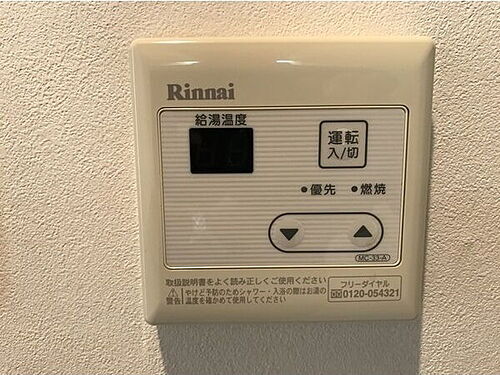 Rinnai
給湯温度
運転
入/切
優先
燃焼
MC-33-A
取扱説明書をよく読み正しくご使用ください
警告 やけど予防のためシャワー・入浴の際はお湯の
温度を確かめて使用してください
フリーダイヤル
0120-054321